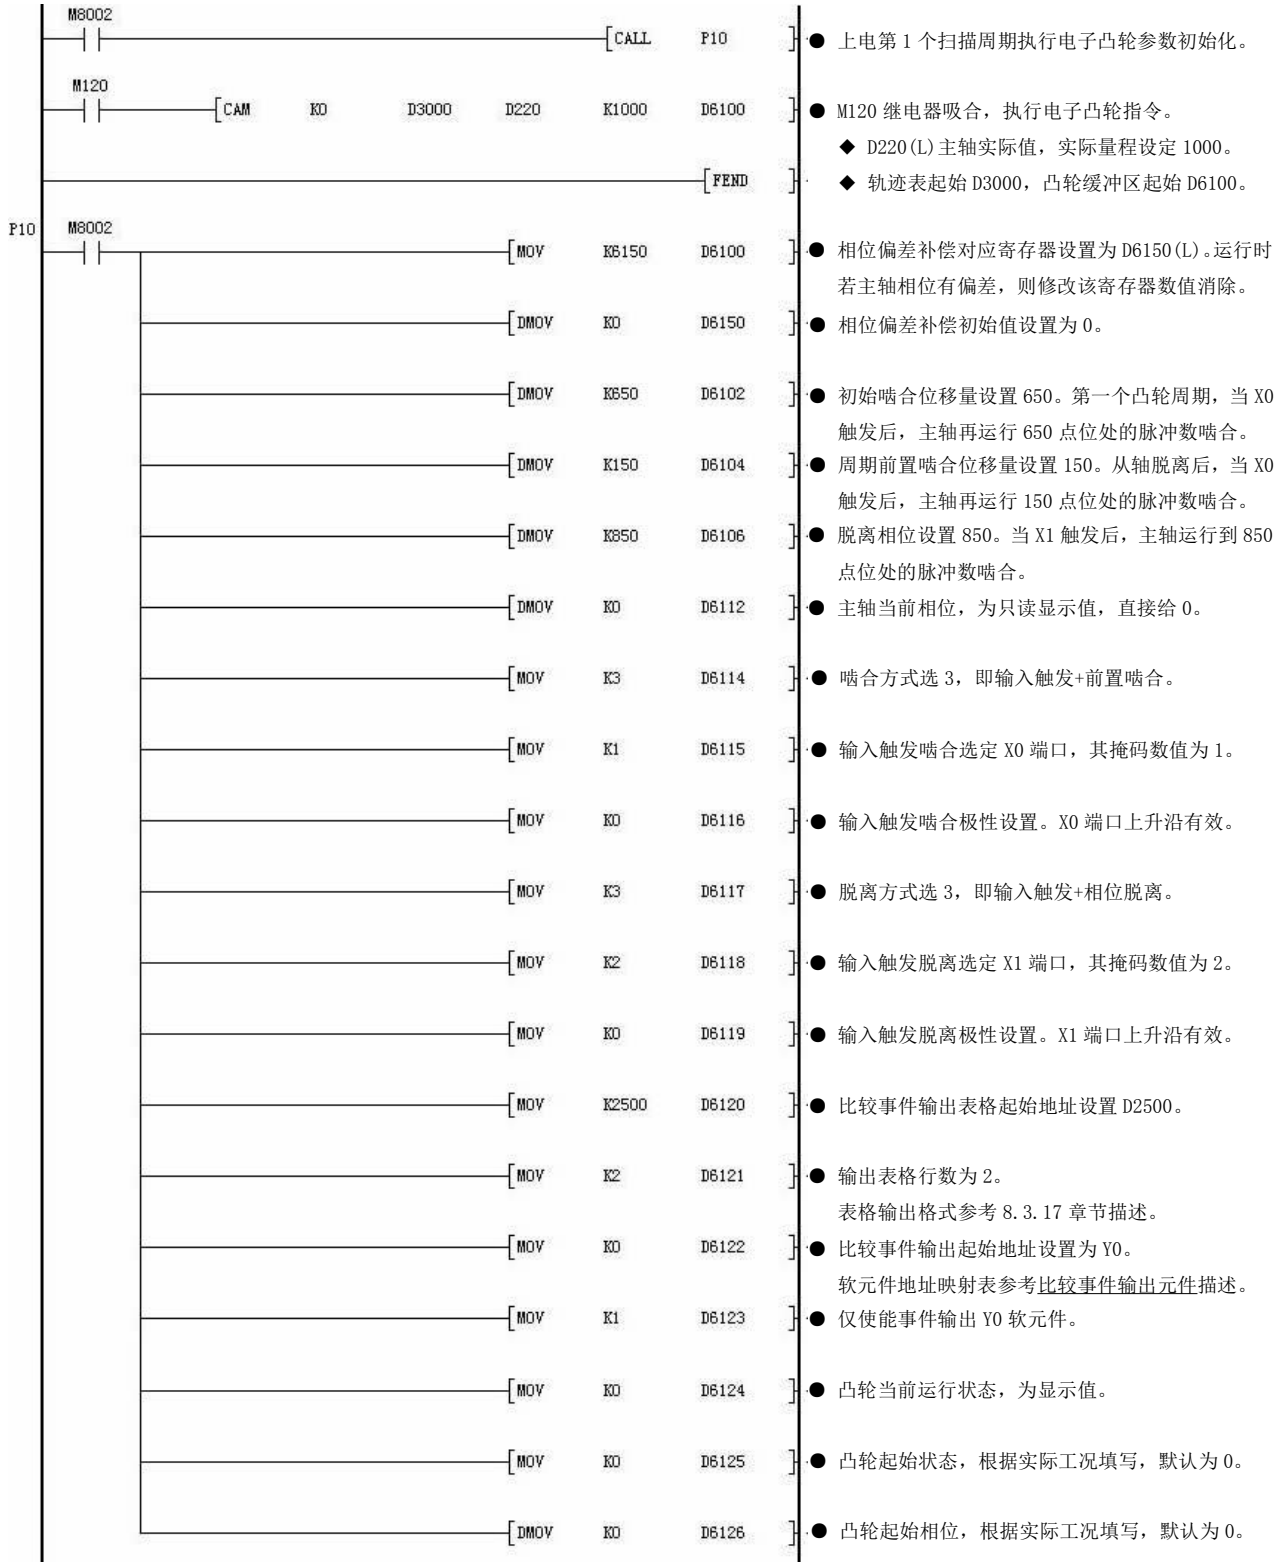 M8002
CALL P10 ● 上电第 1 个扫描周期执行电子凸轮参数初始化。
M120
CAM K0 D3000 D220 K1000 D6100 ● M120 继电器吸合，执行电子凸轮指令。
◆ D220(L)主轴实际值，实际量程设定 1000。
FEND ◆ 轨迹表起始 D3000，凸轮缓冲区起始 D6100。
P10 M8002
MOV K6150 D6100 ● 相位偏差补偿对应寄存器设置为 D6150(L)。运行时
若主轴相位有偏差，则修改该寄存器数值消除。
DMOV K0 D6150 ● 相位偏差补偿初始值设置为 0。
DMOV K650 D6102 ● 初始啮合位移量设置 650。第一个凸轮周期，当 X0
触发后，主轴再运行 650 点位处的脉冲数啮合。
DMOV K150 D6104 ● 周期前置啮合位移量设置 150。从轴脱离后，当 X0
触发后，主轴再运行 150 点位处的脉冲数啮合。
DMOV K850 D6106 ● 脱离相位设置 850。当 X1 触发后，主轴运行到 850
点位处的脉冲数啮合。
DMOV K0 D6112 ● 主轴当前相位，为只读显示值，直接给 0。
MOV K3 D6114 ● 啮合方式选 3，即输入触发+前置啮合。
MOV K1 D6115 ● 输入触发啮合选定 X0 端口，其掩码数值为 1。
MOV K0 D6116 ● 输入触发啮合极性设置。X0 端口上升沿有效。
MOV K3 D6117 ● 脱离方式选 3，即输入触发+相位脱离。
MOV K2 D6118 ● 输入触发脱离选定 X1 端口，其掩码数值为 2。
MOV K0 D6119 ● 输入触发脱离极性设置。X1 端口上升沿有效。
MOV K2500 D6120 ● 比较事件输出表格起始地址设置 D2500。
MOV K2 D6121 ● 输出表格行数为 2。
表格输出格式参考 8.3.17 章节描述。
MOV K0 D6122 ● 比较事件输出起始地址设置为 Y0。
软元件地址映射表参考比较事件输出元件描述。
MOV K1 D6123 ● 仅使能事件输出 Y0 软元件。
MOV K0 D6124 ● 凸轮当前运行状态，为显示值。
MOV K0 D6125 ● 凸轮起始状态，根据实际工况填写，默认为 0。
DMOV K0 D6126 ● 凸轮起始相位，根据实际工况填写，默认为 0。